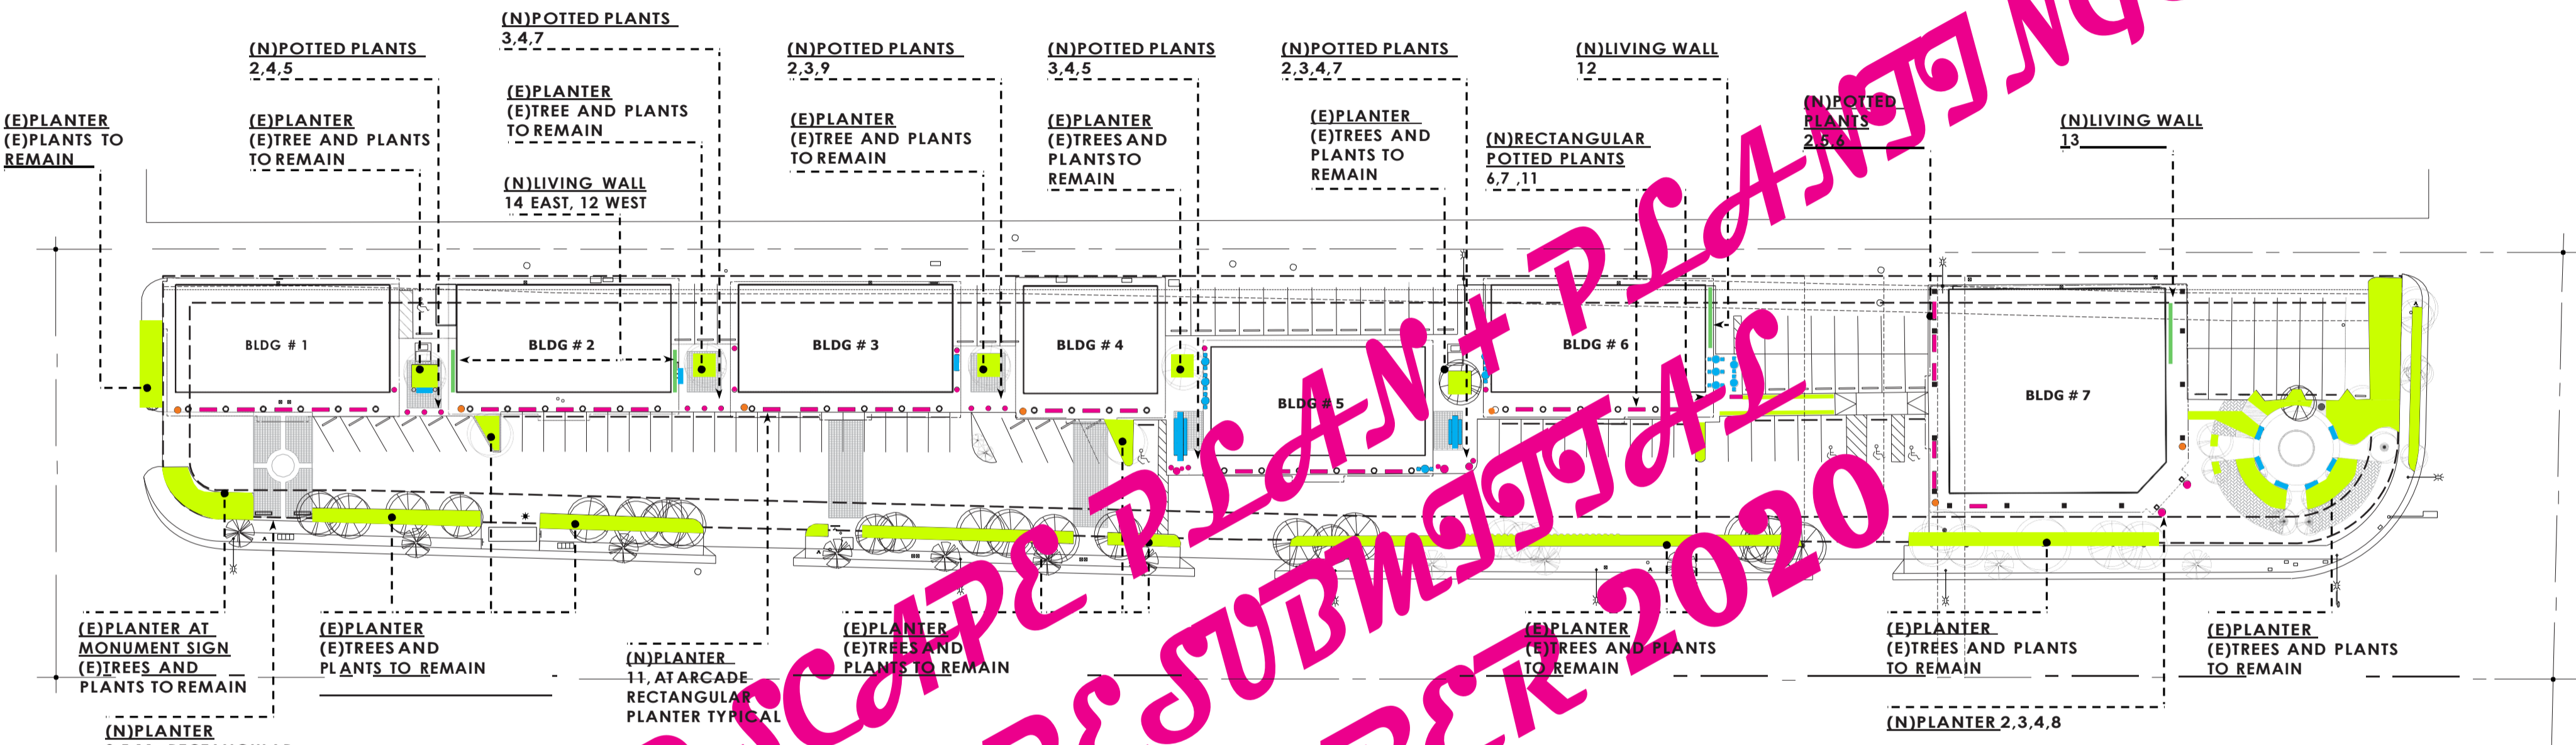 (N)POTTED PLANTS
3,4,7
(N)POTTED PLANTS
2,4,5
(N)POTTED PLANTS
2,3,9
(N)POTTED PLANTS
3,4,5
(N)POTTED PLANTS
2,3,4,7
(N)LIVING WALL
12
(E)PLANTER
(E)PLANTS TO
REMAIN
(E)PLANTER
(E)TREE AND PLANTS
TO REMAIN
(E)PLANTER
(E)TREE AND PLANTS
TO REMAIN
(N)LIVING WALL
14 EAST, 12 WEST
(E)PLANTER
(E)TREE AND PLANTS
TO REMAIN
(E)PLANTER
(E)TREES AND
PLANTS TO
REMAIN
(E)PLANTER
(E)TREES AND
PLANTS TO
REMAIN
(N)RECTANGULAR
POTTED PLANTS
6,7 ,11
(N)POTTED
PLANTS
2,5,6
(N)LIVING WALL
13
BLDG # 1
BLDG # 2
BLDG # 3
BLDG # 4
BLDG # 5
BLDG # 6
BLDG # 7
(E)PLANTER AT
MONUMENT SIGN
(E)TREES AND
PLANTS TO REMAIN
(E)PLANTER
(E)TREES AND
PLANTS TO REMAIN
(N)PLANTER
11, AT ARCADE
RECTANGULAR
PLANTER TYPICAL
(E)PLANTER
(E)TREES AND
PLANTS TO REMAIN
(E)PLANTER
(E)TREES AND PLANTS
TO REMAIN
(E)PLANTER
(E)TREES AND PLANTS
TO REMAIN
(E)PLANTER
(E)TREES AND PLANTS
TO REMAIN
(N)PLANTER
(N)PLANTER 2,3,4,8
SCAPE PLAN + PLANTING
RESUBMITTAL
BER 2020